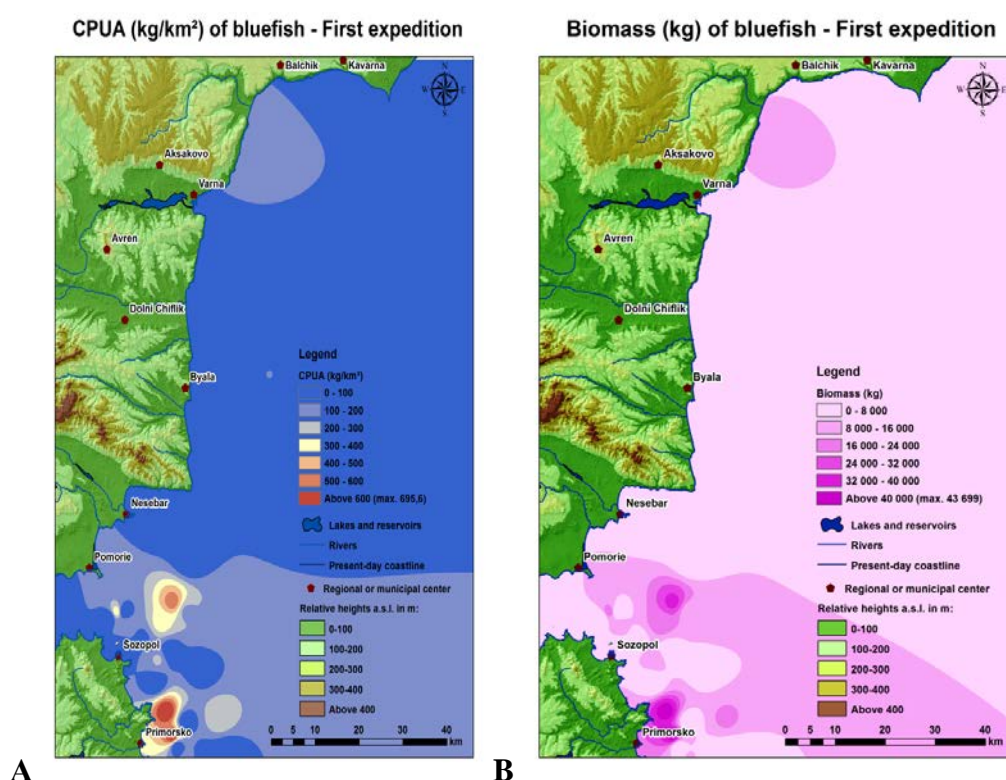 CPUA (kg/km²) of bluefish - First expedition
Balchik
Kavarna
N
W
E
S
Aksakovo
Varna
Avren
Dolni Chiflik
Byala
Nesebar
Pomorie
Sozopol
Primorsko
Legend
CPUA (kg/km²)
0 - 100
100 - 200
200 - 300
300 - 400
400 - 500
500 - 600
Above 600 (max. 695,6)
Lakes and reservoirs
Rivers
Present-day coastline
Regional or municipal center
Relative heights a.s.l. in m:
0-100
100-200
200-300
300-400
Above 400
0 5 10 20 30 40
km
A
Biomass (kg) of bluefish - First expedition
Balchik
Kavarna
N
W
E
S
Aksakovo
Varna
Avren
Dolni Chiflik
Byala
Nesebar
Pomorie
Sozopol
Primorsko
Legend
Biomass (kg)
0 - 8 000
8 000 - 16 000
16 000 - 24 000
24 000 - 32 000
32 000 - 40 000
Above 40 000 (max. 43 699)
Lakes and reservoirs
Rivers
Present-day coastline
Regional or municipal center
Relative heights a.s.l. in m:
0-100
100-200
200-300
300-400
Above 400
0 5 10 20 30 40
km
B